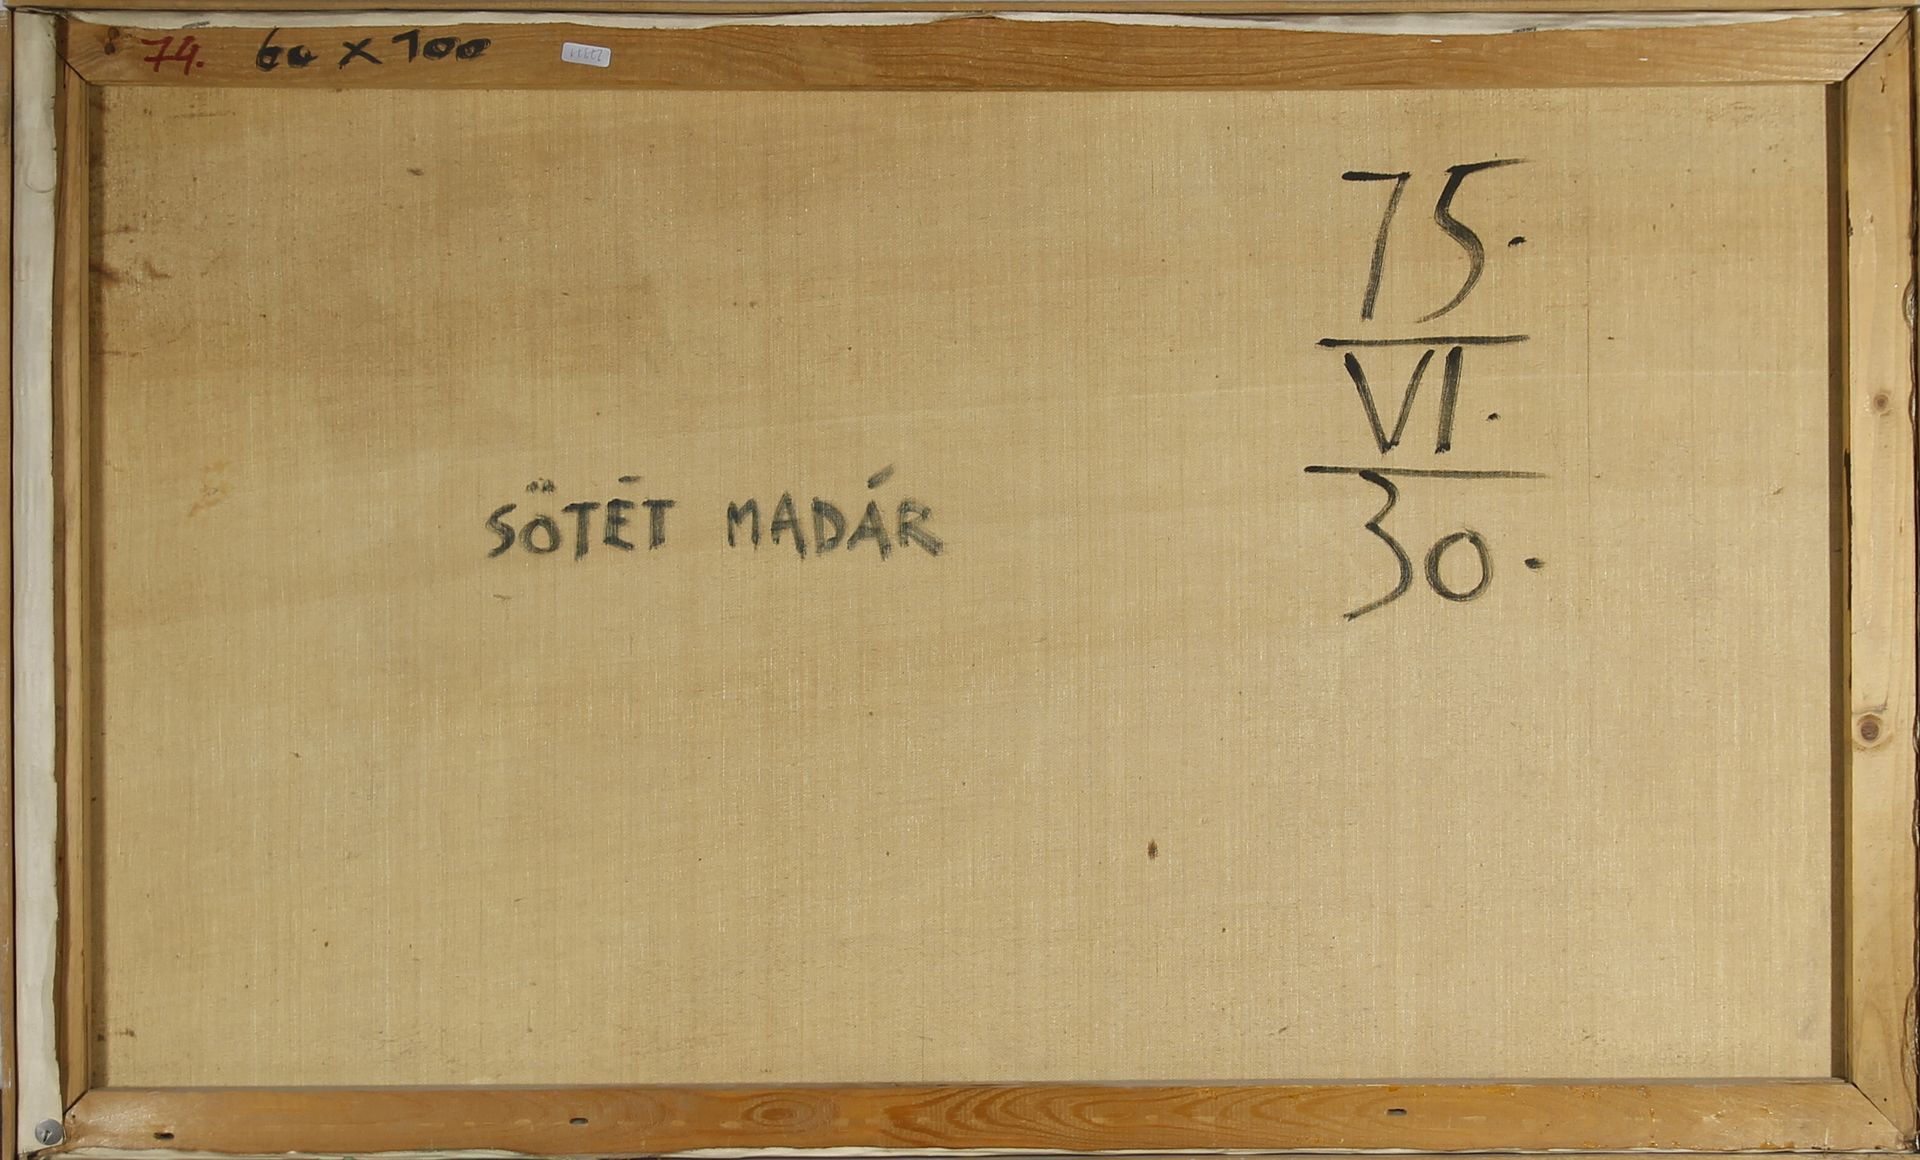 74. 60 x 100
75.
VI.
30.
SÖTÉT MADÁR